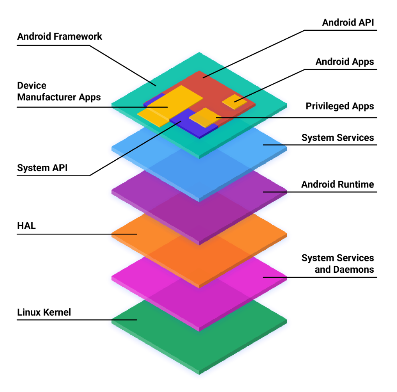 Android API
Android Framework
Android Apps
Device
Manufacturer Apps
Privileged Apps
System Services
System API
Android Runtime
HAL
System Services
and Daemons
Linux Kernel